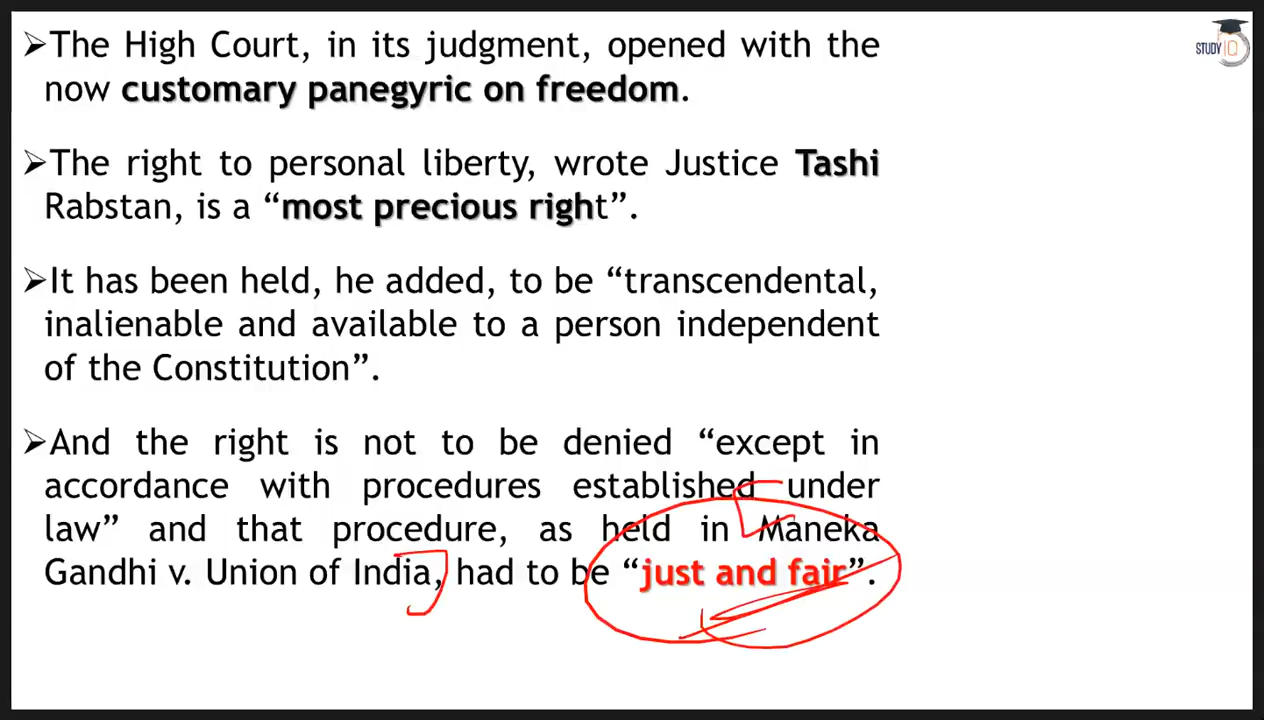 ➢The High Court, in its judgment, opened with the
now customary panegyric on freedom.
➢The right to personal liberty, wrote Justice Tashi
Rabstan, is a “most precious right”.
➢It has been held, he added, to be “transcendental,
inalienable and available to a person independent
of the Constitution”.
➢And the right is not to be denied “except in
accordance with procedures established under
law” and that procedure, as held in Maneka
Gandhi v. Union of India, had to be “just and fair”.
STUDY IQ